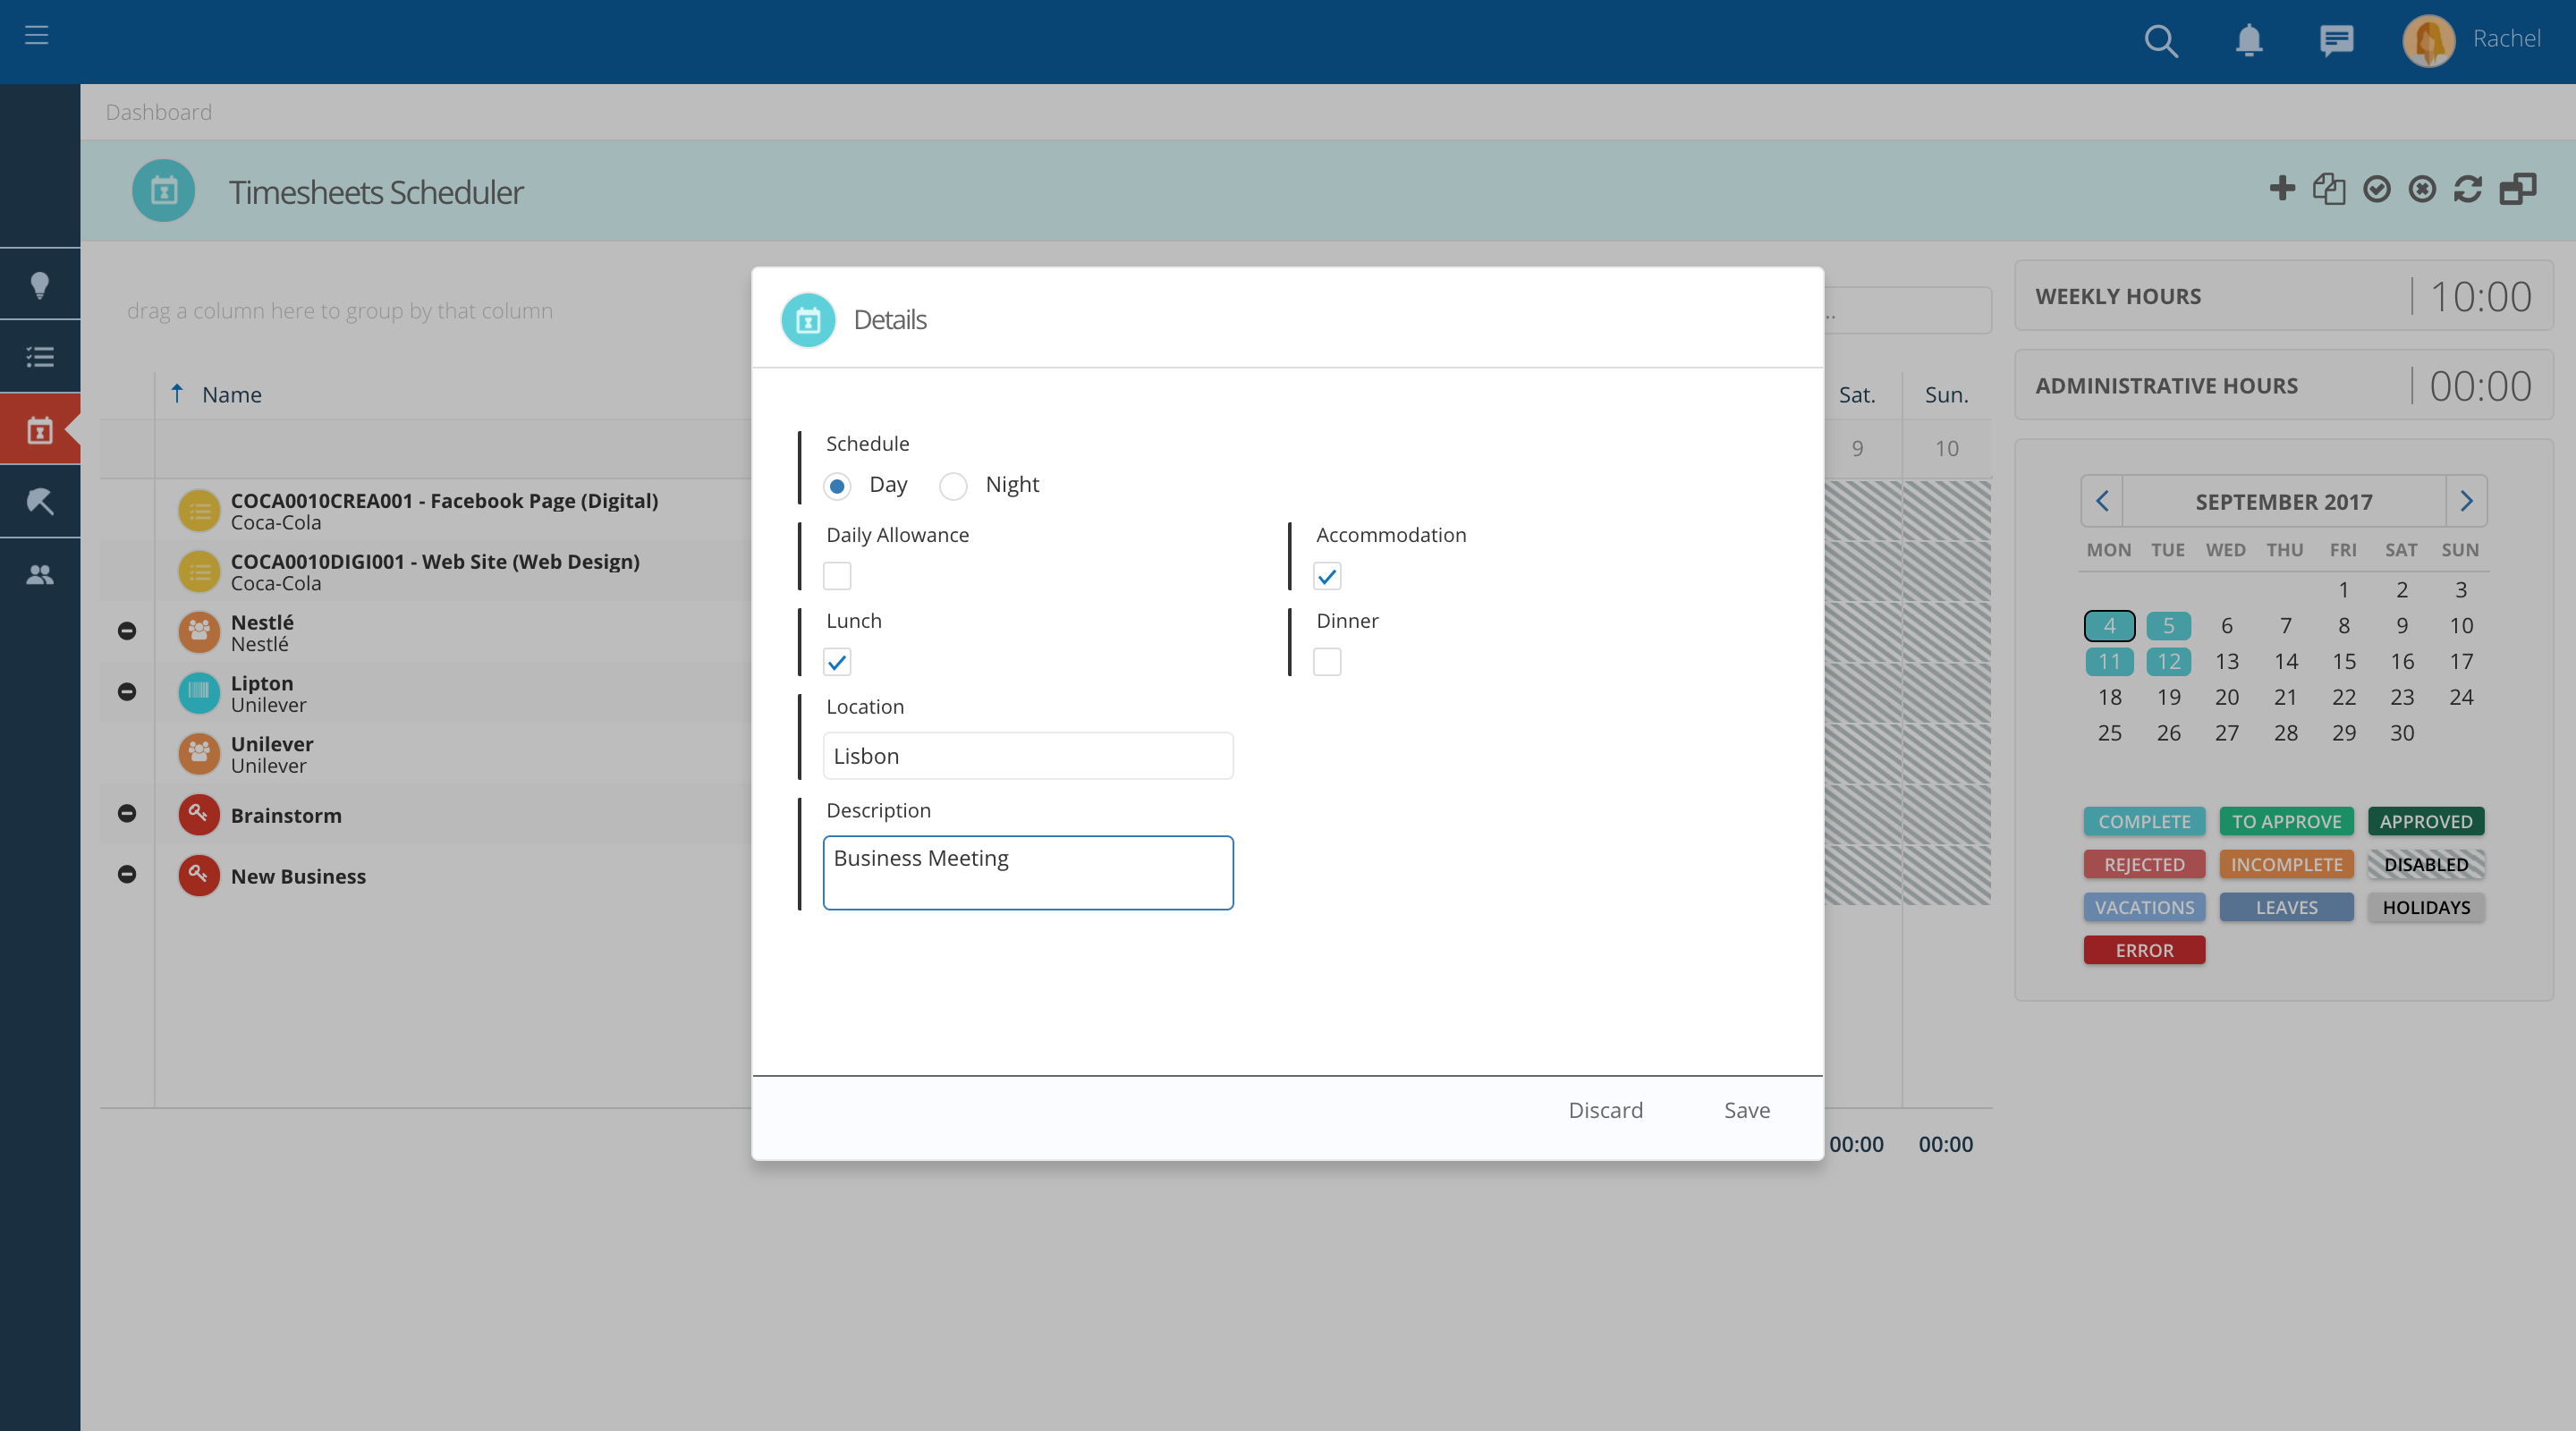 Rachel
Dashboard
Timesheets Scheduler
drag a column here to group by that column
Name
COCA0010CREA001 - Facebook Page (Digital)
Coca-Cola
COCA0010DIGI001 - Web Site (Web Design)
Coca-Cola
Nestlé
Nestlé
Lipton
Unilever
Unilever
Unilever
Brainstorm
New Business
Details
Schedule
Day Night
Daily Allowance Accommodation
Lunch Dinner
Location
Lisbon
Description
Business Meeting
Discard Save
..
Sat. Sun.
9 10
00:00 00:00
WEEKLY HOURS 10:00
ADMINISTRATIVE HOURS 00:00
SEPTEMBER 2017
MON TUE WED THU FRI SAT SUN
1 2 3
4 5 6 7 8 9 10
11 12 13 14 15 16 17
18 19 20 21 22 23 24
25 26 27 28 29 30
COMPLETE TO APPROVE APPROVED
REJECTED INCOMPLETE DISABLED
VACATIONS LEAVES HOLIDAYS
ERROR